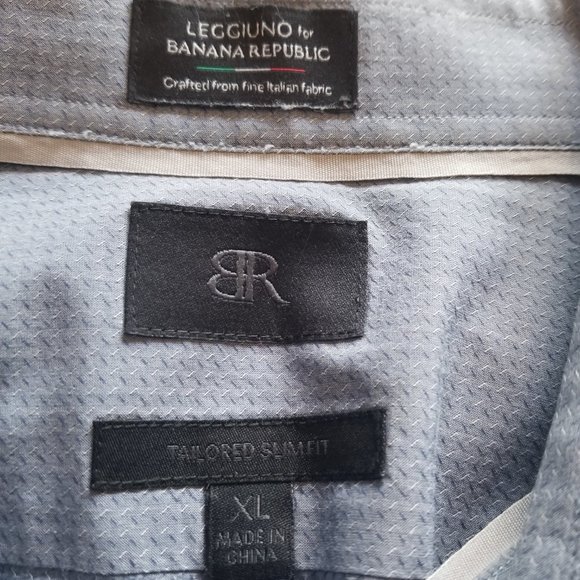 LEGGIUNO for
BANANA REPUBLIC
Crafted from fine Italian fabric
BR
TAILORED SLIM FIT
XL
MADE IN
CHINA